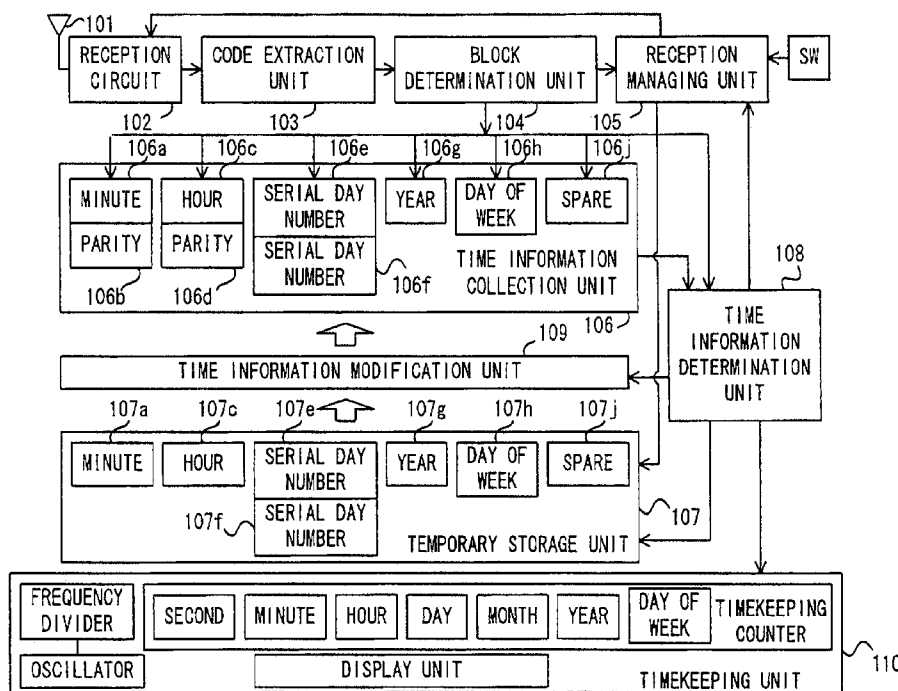 101
RECEPTION
CIRCUIT
CODE EXTRACTION
UNIT
BLOCK
DETERMINATION UNIT
RECEPTION
MANAGING UNIT
SW
102
103
104
105
106a
106c
106e
106g
106h
106j
MINUTE
PARITY
HOUR
PARITY
SERIAL DAY
NUMBER
SERIAL DAY
NUMBER
YEAR
DAY OF
WEEK
SPARE
TIME INFORMATION
COLLECTION UNIT
106b
106d
106f
106
108
TIME
INFORMATION
DETERMINATION
UNIT
109
TIME INFORMATION MODIFICATION UNIT
107a
107c
107e
107g
107h
107j
MINUTE
HOUR
SERIAL DAY
NUMBER
SERIAL DAY
NUMBER
YEAR
DAY OF
WEEK
SPARE
107f
TEMPORARY STORAGE UNIT
107
FREQUENCY
DIVIDER
OSCILLATOR
SECOND
MINUTE
HOUR
DAY
MONTH
YEAR
DAY OF
WEEK
TIMEKEEPING
COUNTER
DISPLAY UNIT
TIMEKEEPING UNIT
110